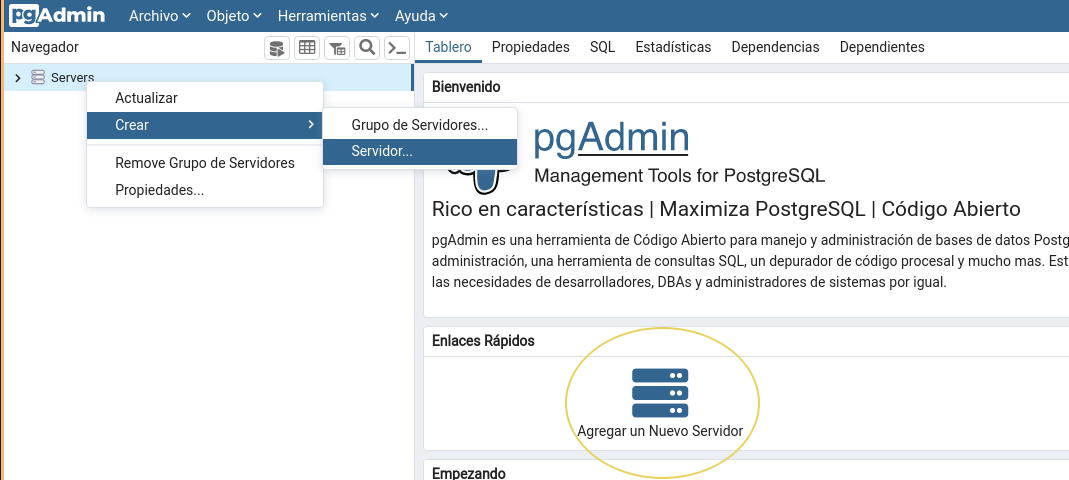 pgAdmin
Archivo Objeto Herramientas Ayuda
Navegador
Tablero Propiedades SQL Estadísticas Dependencias Dependientes
Servers
Actualizar
Crear
Remove Grupo de Servidores
Propiedades...
Grupo de Servidores...
Servidor...
Bienvenido
pgAdmin
Management Tools for PostgreSQL
Rico en características | Maximiza PostgreSQL | Código Abierto
pgAdmin es una herramienta de Código Abierto para manejo y administración de bases de datos Postg
administración, una herramienta de consultas SQL, un depurador de código procesal y mucho mas. Est
las necesidades de desarrolladores, DBAs y administradores de sistemas por igual.
Enlaces Rápidos
Agregar un Nuevo Servidor
Empezando